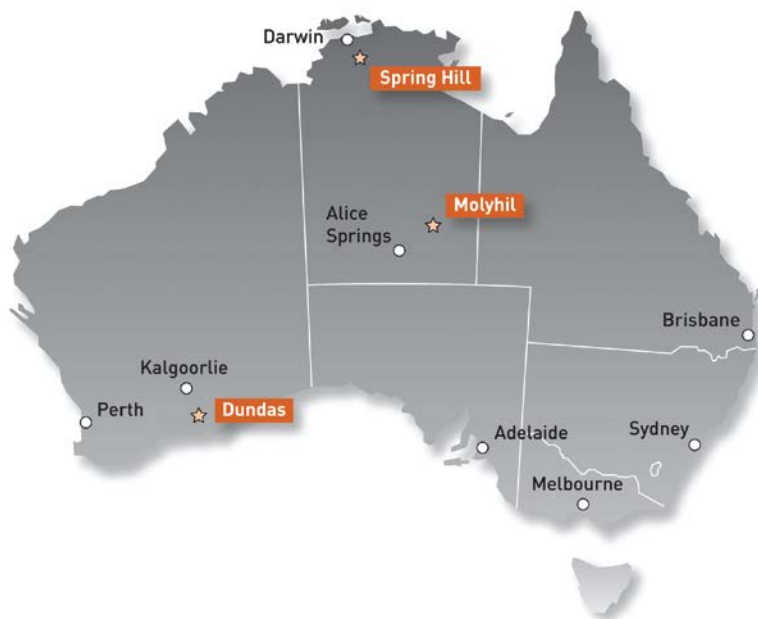 Darwin
Spring Hill
Molyhil
Alice
Springs
Brisbane
Kalgoorlie
Perth
Dundas
Adelaide
Sydney
Melbourne